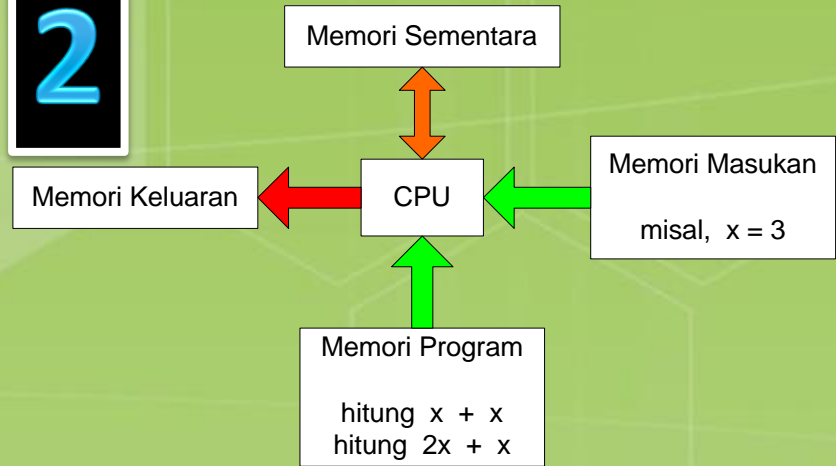 2
Memori Sementara
Memori Keluaran
CPU
Memori Masukan
misal, x = 3
Memori Program
hitung x + x
hitung 2x + x